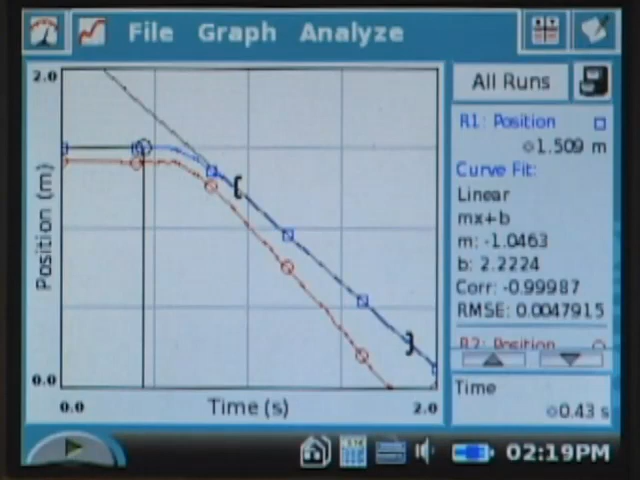 File Graph Analyze
All Runs
2.0
Position (m)
0.0
0.0
Time (s)
2.0
R1: Position
1.509 m
Curve Fit:
Linear
mx+b
m: -1.0463
b: 2.2224
Corr: -0.99987
RMSE: 0.0047915
R2: Position
Time
0.43 s
02:19PM